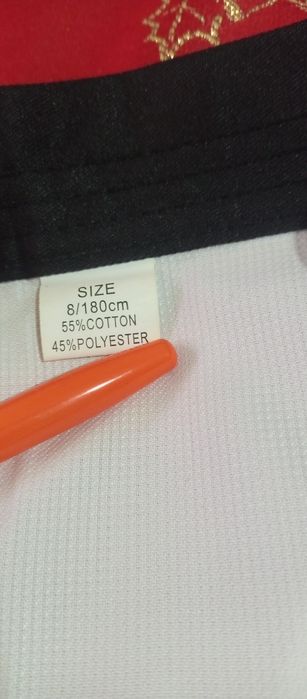 SIZE
8/180cm
55%COTTON
45%POLYESTER